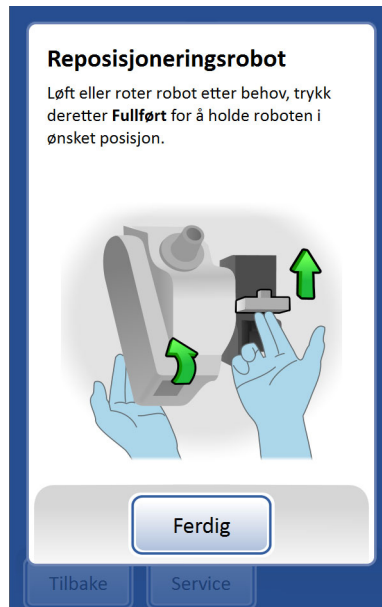 Reposisjoneringsrobot
Løft eller roter robot etter behov, trykk
deretter Fullført for å holde roboten i
ønsket posisjon.
Ferdig
Tilbake
Service